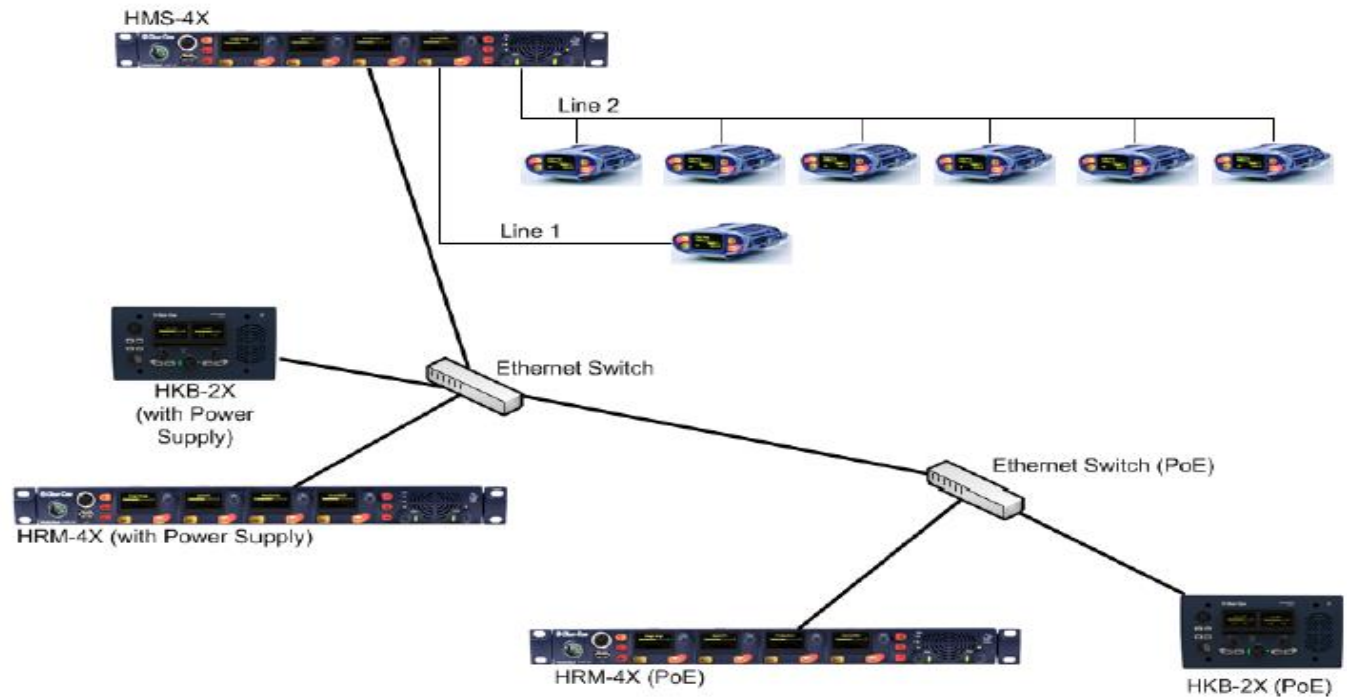 HMS-4X
Line 2
Line 1
Ethernet Switch
HKB-2X
(with Power
Supply)
Ethernet Switch (PoE)
HRM-4X (with Power Supply)
HRM-4X (PoE)
HKB-2X (PoE)